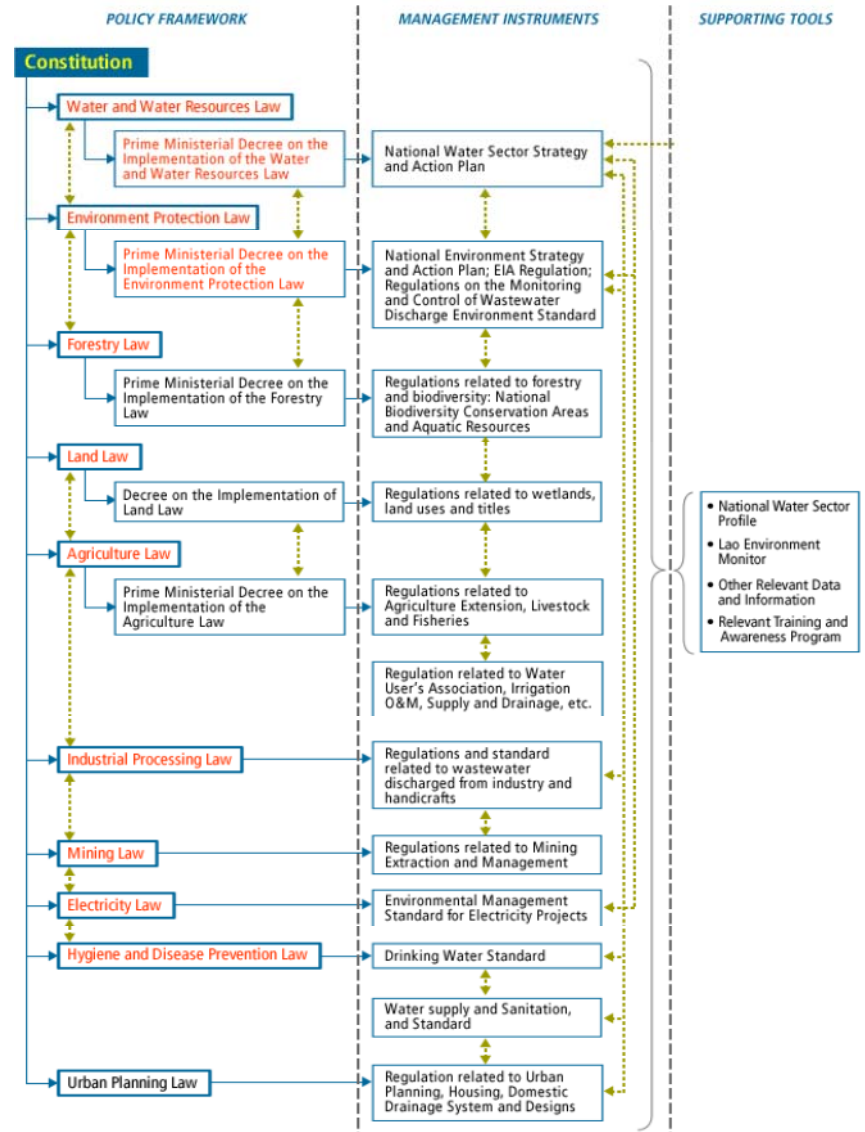 POLICY FRAMEWORK
MANAGEMENT INSTRUMENTS
SUPPORTING TOOLS
Constitution
Water and Water Resources Law
Prime Ministerial Decree on the
Implementation of the Water
and Water Resources Law
National Water Sector Strategy
and Action Plan
Environment Protection Law
Prime Ministerial Decree on the
Implementation of the
Environment Protection Law
National Environment Strategy
and Action Plan; EIA Regulation;
Regulations on the Monitoring
and Control of Wastewater
Discharge Environment Standard
Forestry Law
Prime Ministerial Decree on the
Implementation of the Forestry
Law
Regulations related to forestry
and biodiversity: National
Biodiversity Conservation Areas
and Aquatic Resources
Land Law
Decree on the Implementation of
Land Law
Regulations related to wetlands,
land uses and titles
Agriculture Law
Prime Ministerial Decree on the
Implementation of the
Agriculture Law
Regulations related to
Agriculture Extension, Livestock
and Fisheries
Regulation related to Water
User's Association, Irrigation
O&M, Supply and Drainage, etc.
Industrial Processing Law
Regulations and standard
related to wastewater
discharged from industry and
handicrafts
Mining Law
Regulations related to Mining
Extraction and Management
Electricity Law
Environmental Management
Standard for Electricity Projects
Hygiene and Disease Prevention Law
Drinking Water Standard
Water supply and Sanitation,
and Standard
Urban Planning Law
Regulation related to Urban
Planning, Housing, Domestic
Drainage System and Designs
• National Water Sector
Profile
• Lao Environment
Monitor
• Other Relevant Data
and Information
• Relevant Training and
Awareness Program